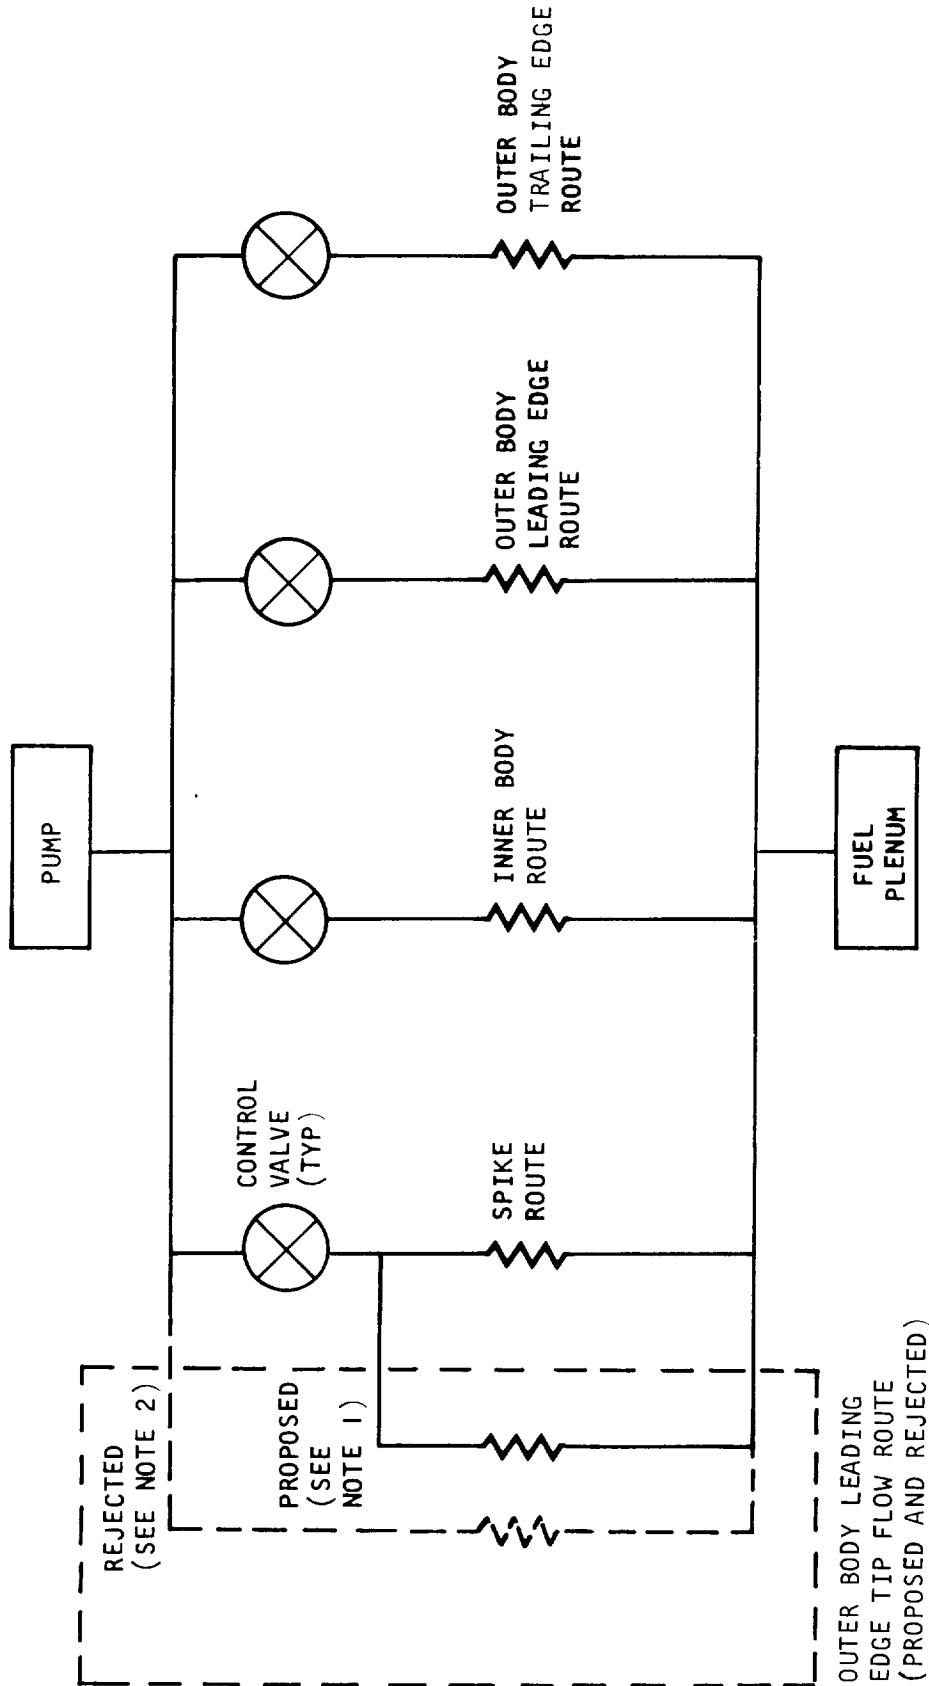 PUMP
CONTROL
VALVE
(TYP)
REJECTED
(SEE NOTE 2)
PROPOSED
(SEE
NOTE 1)
SPIKE
ROUTE
INNER BODY
ROUTE
OUTER BODY
LEADING EDGE
ROUTE
OUTER BODY
TRAILING EDGE
ROUTE
FUEL
PLENUM
OUTER BODY LEADING
EDGE TIP FLOW ROUTE
(PROPOSED AND REJECTED)